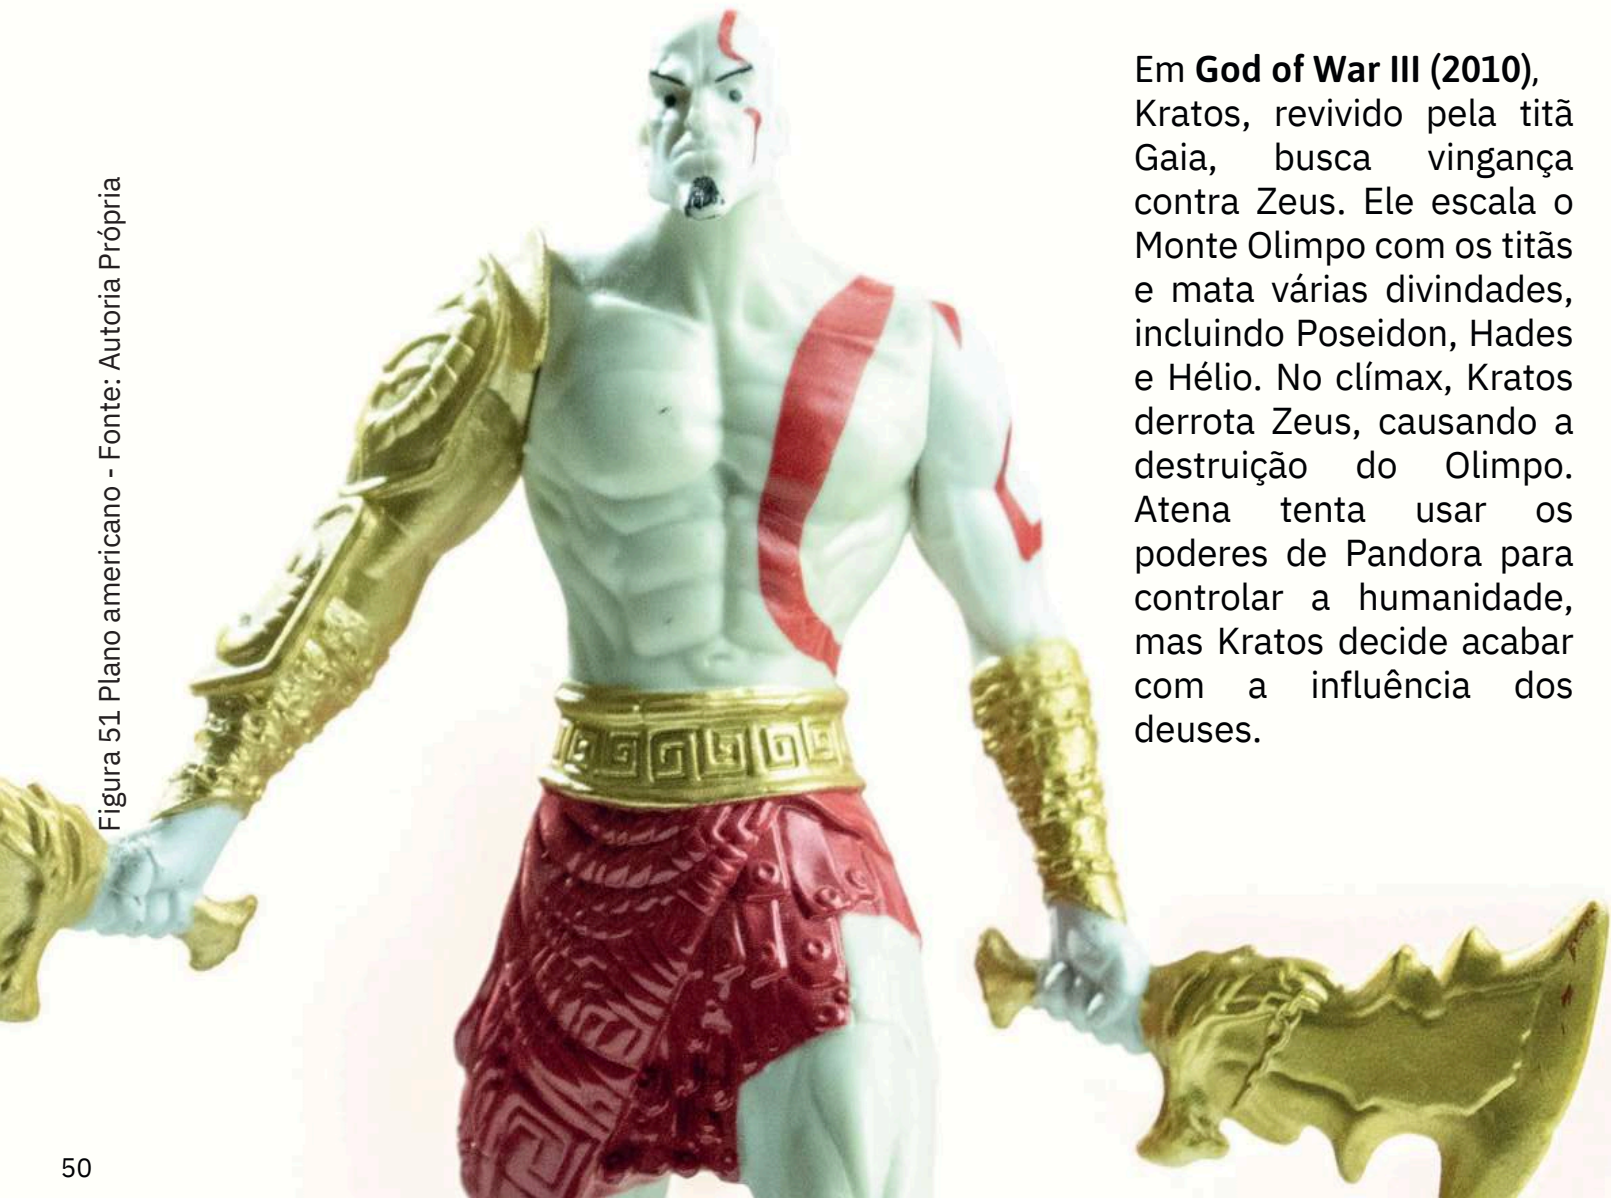 Em God of War III (2010),
Kratos, revivido pela titã
Gaia, busca vingança
contra Zeus. Ele escala o
Monte Olimpo com os titãs
e mata várias divindades,
incluindo Poseidon, Hades
e Hélio. No clímax, Kratos
derrota Zeus, causando a
destruição do Olimpo.
Atena tenta usar os
poderes de Pandora para
controlar a humanidade,
mas Kratos decide acabar
com a influência dos
deuses.
Figura 51 Plano americano - Fonte: Autoria Própria
50